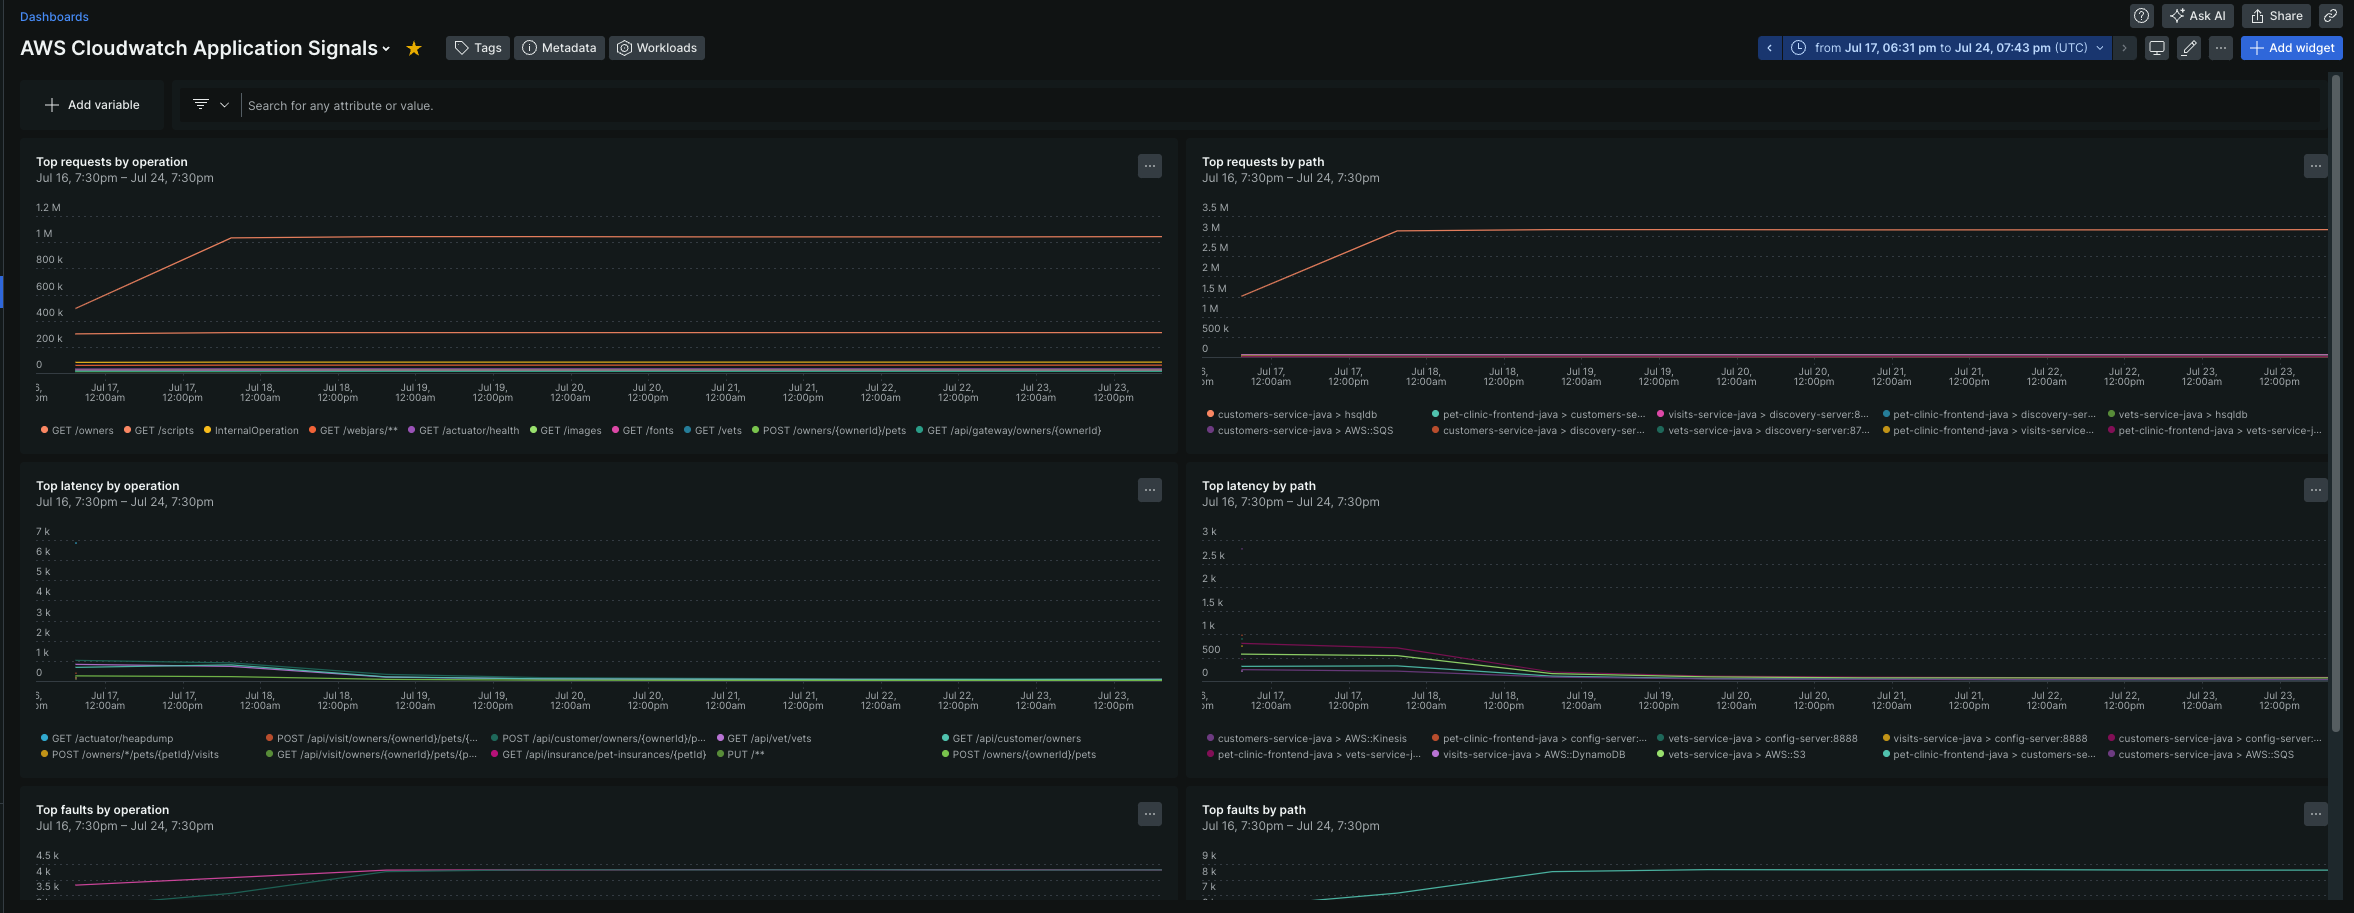 Dashboards
Ask AI
Share
AWS Cloudwatch Application Signals
Tags
Metadata
Workloads
from Jul 17, 06:31 pm to Jul 24, 07:43 pm (UTC)
Add widget
Add variable
Search for any attribute or value.
Top requests by operation
Jul 16, 7:30pm – Jul 24, 7:30pm
1.2 M
1 M
800 k
600 k
400 k
200 k
0
Jul 17, 12:00am
Jul 17, 12:00pm
Jul 18, 12:00am
Jul 18, 12:00pm
Jul 19, 12:00am
Jul 19, 12:00pm
Jul 20, 12:00am
Jul 20, 12:00pm
Jul 21, 12:00am
Jul 21, 12:00pm
Jul 22, 12:00am
Jul 22, 12:00pm
Jul 23, 12:00am
Jul 23, 12:00pm
GET /owners
GET /scripts
InternalOperation
GET /webjars/**
GET /actuator/health
GET /images
GET /fonts
GET /vets
POST /owners/{ownerId}/pets
GET /api/gateway/owners/{ownerId}
Top requests by path
Jul 16, 7:30pm – Jul 24, 7:30pm
3.5 M
3 M
2.5 M
2 M
1.5 M
1 M
500 k
0
Jul 17, 12:00am
Jul 17, 12:00pm
Jul 18, 12:00am
Jul 18, 12:00pm
Jul 19, 12:00am
Jul 19, 12:00pm
Jul 20, 12:00am
Jul 20, 12:00pm
Jul 21, 12:00am
Jul 21, 12:00pm
Jul 22, 12:00am
Jul 22, 12:00pm
Jul 23, 12:00am
Jul 23, 12:00pm
customers-service-java > hsqldb
pet-clinic-frontend-java > customers-se...
visits-service-java > discovery-server:8...
pet-clinic-frontend-java > discovery-ser...
vets-service-java > hsqldb
customers-service-java > AWS::SQS
customers-service-java > discovery-ser...
vets-service-java > discovery-server:87...
pet-clinic-frontend-java > visits-service...
pet-clinic-frontend-java > vets-service-j...
Top latency by operation
Jul 16, 7:30pm – Jul 24, 7:30pm
7 k
6 k
5 k
4 k
3 k
2 k
1 k
0
Jul 17, 12:00am
Jul 17, 12:00pm
Jul 18, 12:00am
Jul 18, 12:00pm
Jul 19, 12:00am
Jul 19, 12:00pm
Jul 20, 12:00am
Jul 20, 12:00pm
Jul 21, 12:00am
Jul 21, 12:00pm
Jul 22, 12:00am
Jul 22, 12:00pm
Jul 23, 12:00am
Jul 23, 12:00pm
GET /actuator/heapdump
POST /api/visit/owners/{ownerId}/pets/{...
POST /api/customer/owners/{ownerId}/p...
GET /api/vet/vets
GET /api/customer/owners
POST /owners/*/pets/{petId}/visits
GET /api/visit/owners/{ownerId}/pets/{p...
GET /api/insurance/pet-insurances/{petId}
PUT /**
POST /owners/{ownerId}/pets
Top latency by path
Jul 16, 7:30pm – Jul 24, 7:30pm
3 k
2.5 k
2 k
1.5 k
1 k
500
0
Jul 17, 12:00am
Jul 17, 12:00pm
Jul 18, 12:00am
Jul 18, 12:00pm
Jul 19, 12:00am
Jul 19, 12:00pm
Jul 20, 12:00am
Jul 20, 12:00pm
Jul 21, 12:00am
Jul 21, 12:00pm
Jul 22, 12:00am
Jul 22, 12:00pm
Jul 23, 12:00am
Jul 23, 12:00pm
customers-service-java > AWS::Kinesis
pet-clinic-frontend-java > config-server:...
vets-service-java > config-server:8888
visits-service-java > config-server:8888
customers-service-java > config-server:...
pet-clinic-frontend-java > vets-service-j...
visits-service-java > AWS::DynamoDB
vets-service-java > AWS::S3
pet-clinic-frontend-java > customers-se...
customers-service-java > AWS::SQS
Top faults by operation
Jul 16, 7:30pm – Jul 24, 7:30pm
4.5 k
4 k
3.5 k
Top faults by path
Jul 16, 7:30pm – Jul 24, 7:30pm
9 k
8 k
7 k